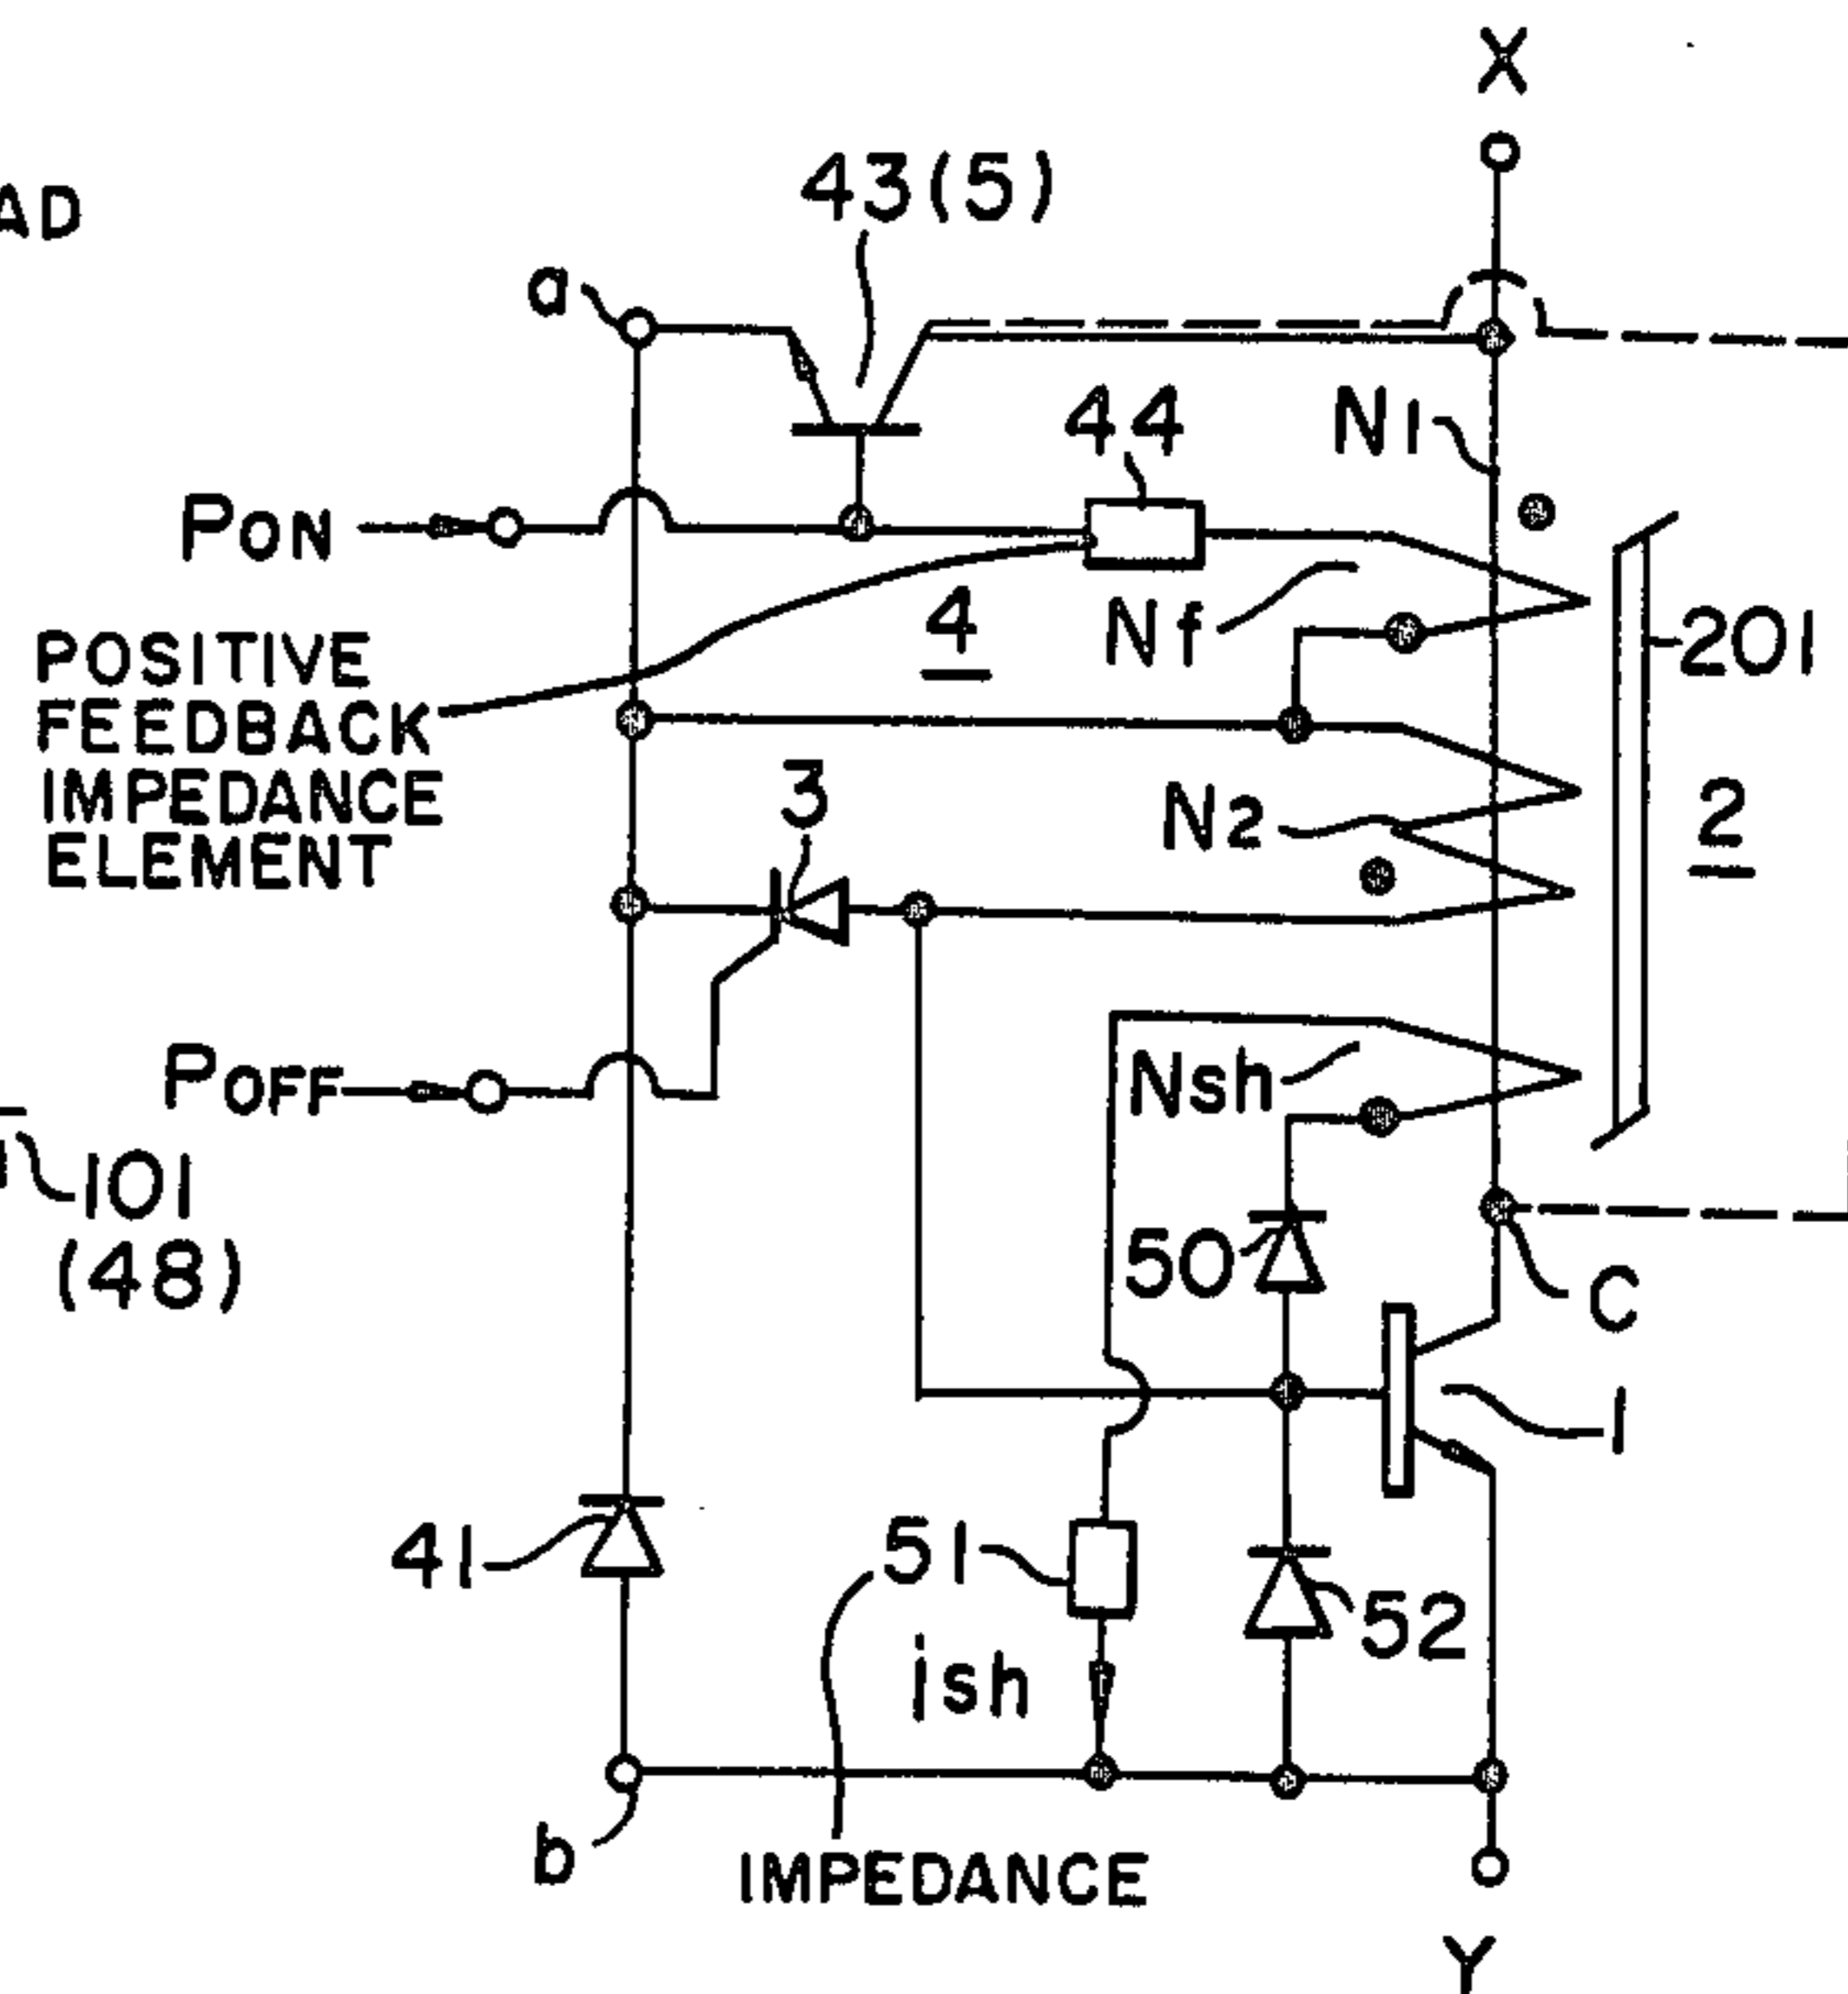 X
43(5)
AD
a
44
N1
PON
4
Nf
201
POSITIVE
FEEDBACK
IMPEDANCE
ELEMENT
3
N2
2
POFF
Nsh
101
(48)
50
C
1
41
51
52
ish
b
IMPEDANCE
Y